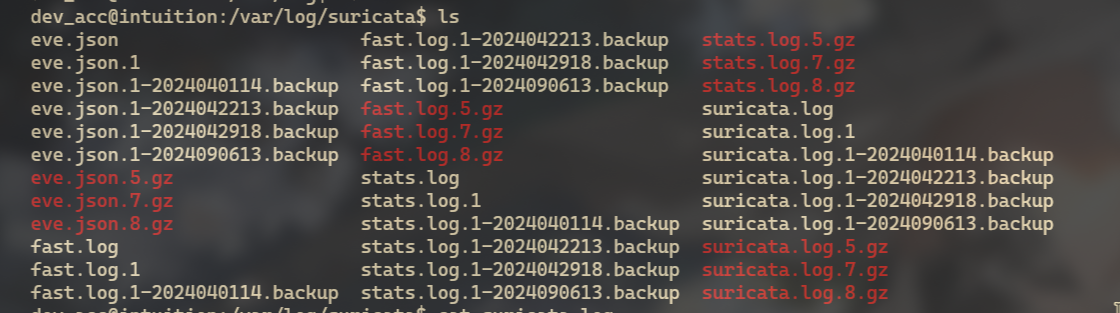 dev_acc@intuition:/var/log/suricata$ ls
eve.json fast.log.1-2024042213.backup stats.log.5.gz
eve.json.1 fast.log.1-2024042918.backup stats.log.7.gz
eve.json.1-2024040114.backup fast.log.1-2024090613.backup stats.log.8.gz
eve.json.1-2024042213.backup fast.log.5.gz suricata.log
eve.json.1-2024042918.backup fast.log.7.gz suricata.log.1
eve.json.1-2024090613.backup fast.log.8.gz suricata.log.1-2024040114.backup
eve.json.5.gz stats.log suricata.log.1-2024042213.backup
eve.json.7.gz stats.log.1 suricata.log.1-2024042918.backup
eve.json.8.gz stats.log.1-2024040114.backup suricata.log.1-2024090613.backup
fast.log stats.log.1-2024042213.backup suricata.log.5.gz
fast.log.1 stats.log.1-2024042918.backup suricata.log.7.gz
fast.log.1-2024040114.backup stats.log.1-2024090613.backup suricata.log.8.gz
dev_acc@intuition:/var/log/suricata$ cat suricata.log